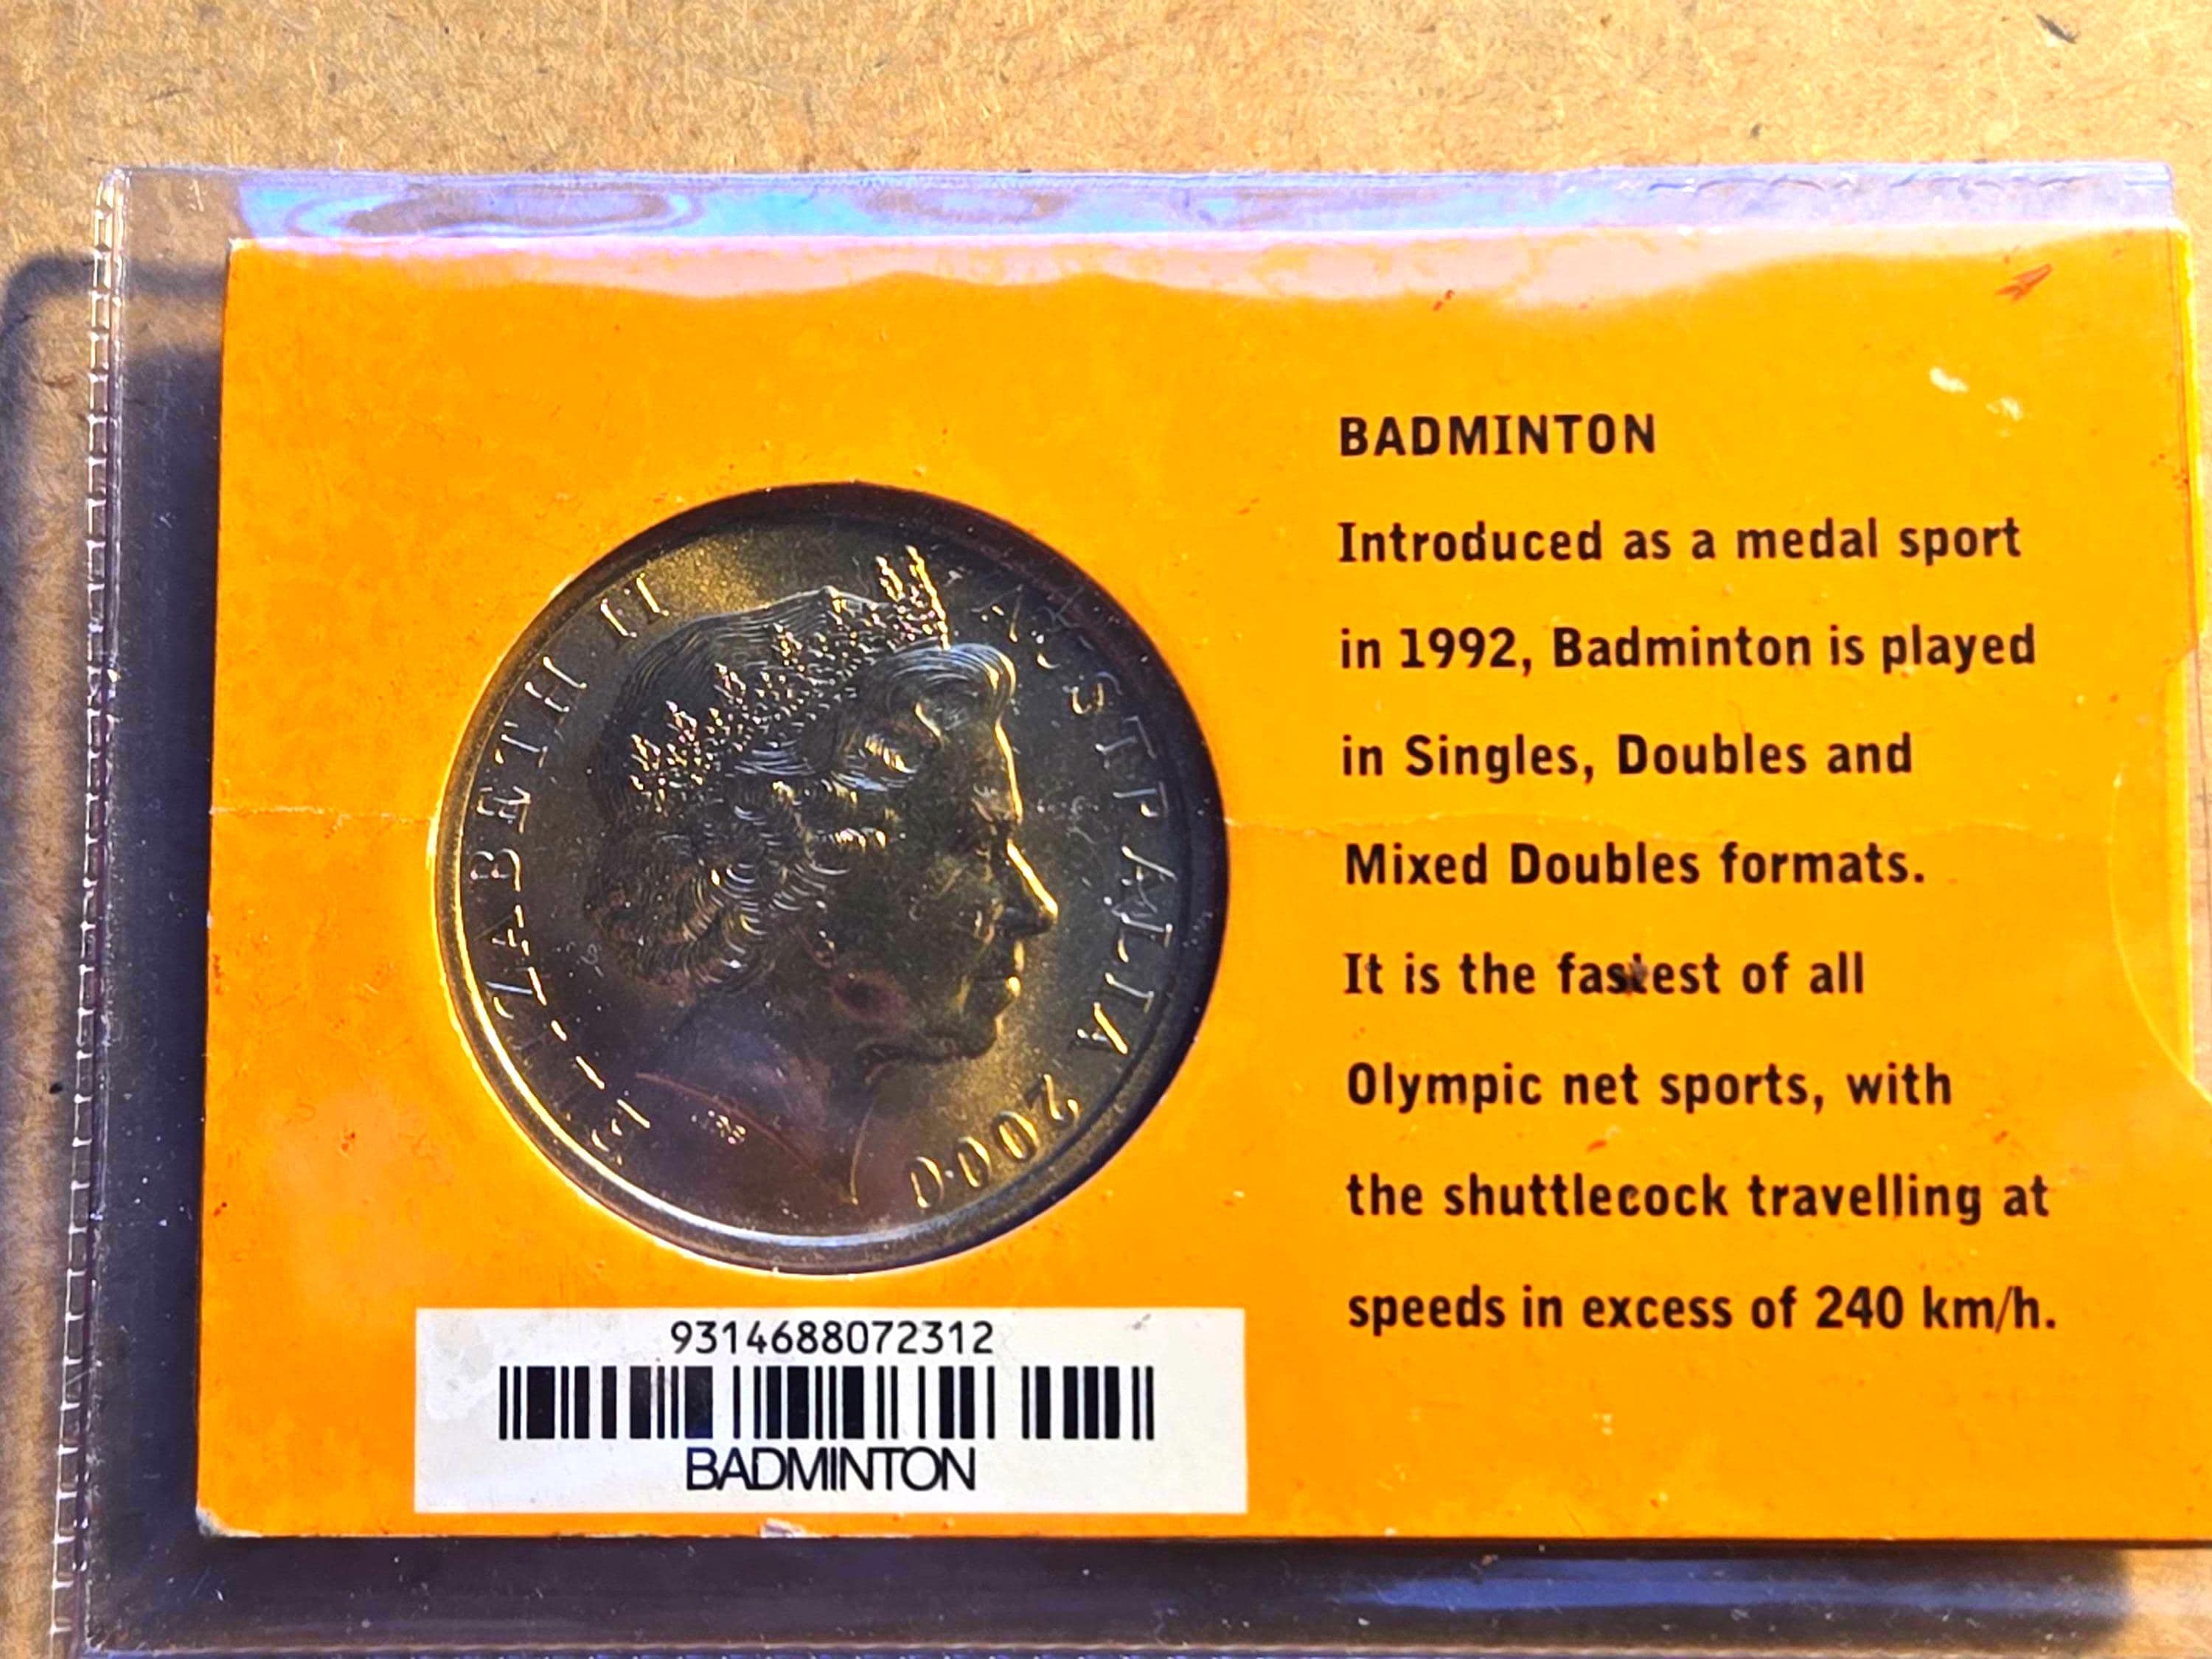 BADMINTON
Introduced as a medal sport
in 1992, Badminton is played
in Singles, Doubles and
Mixed Doubles formats.
It is the fastest of all
Olympic net sports, with
the shuttlecock travelling at
speeds in excess of 240 km/h.
ELIZABETH II
AUSTRALIA 2000
9314688072312
BADMINTON